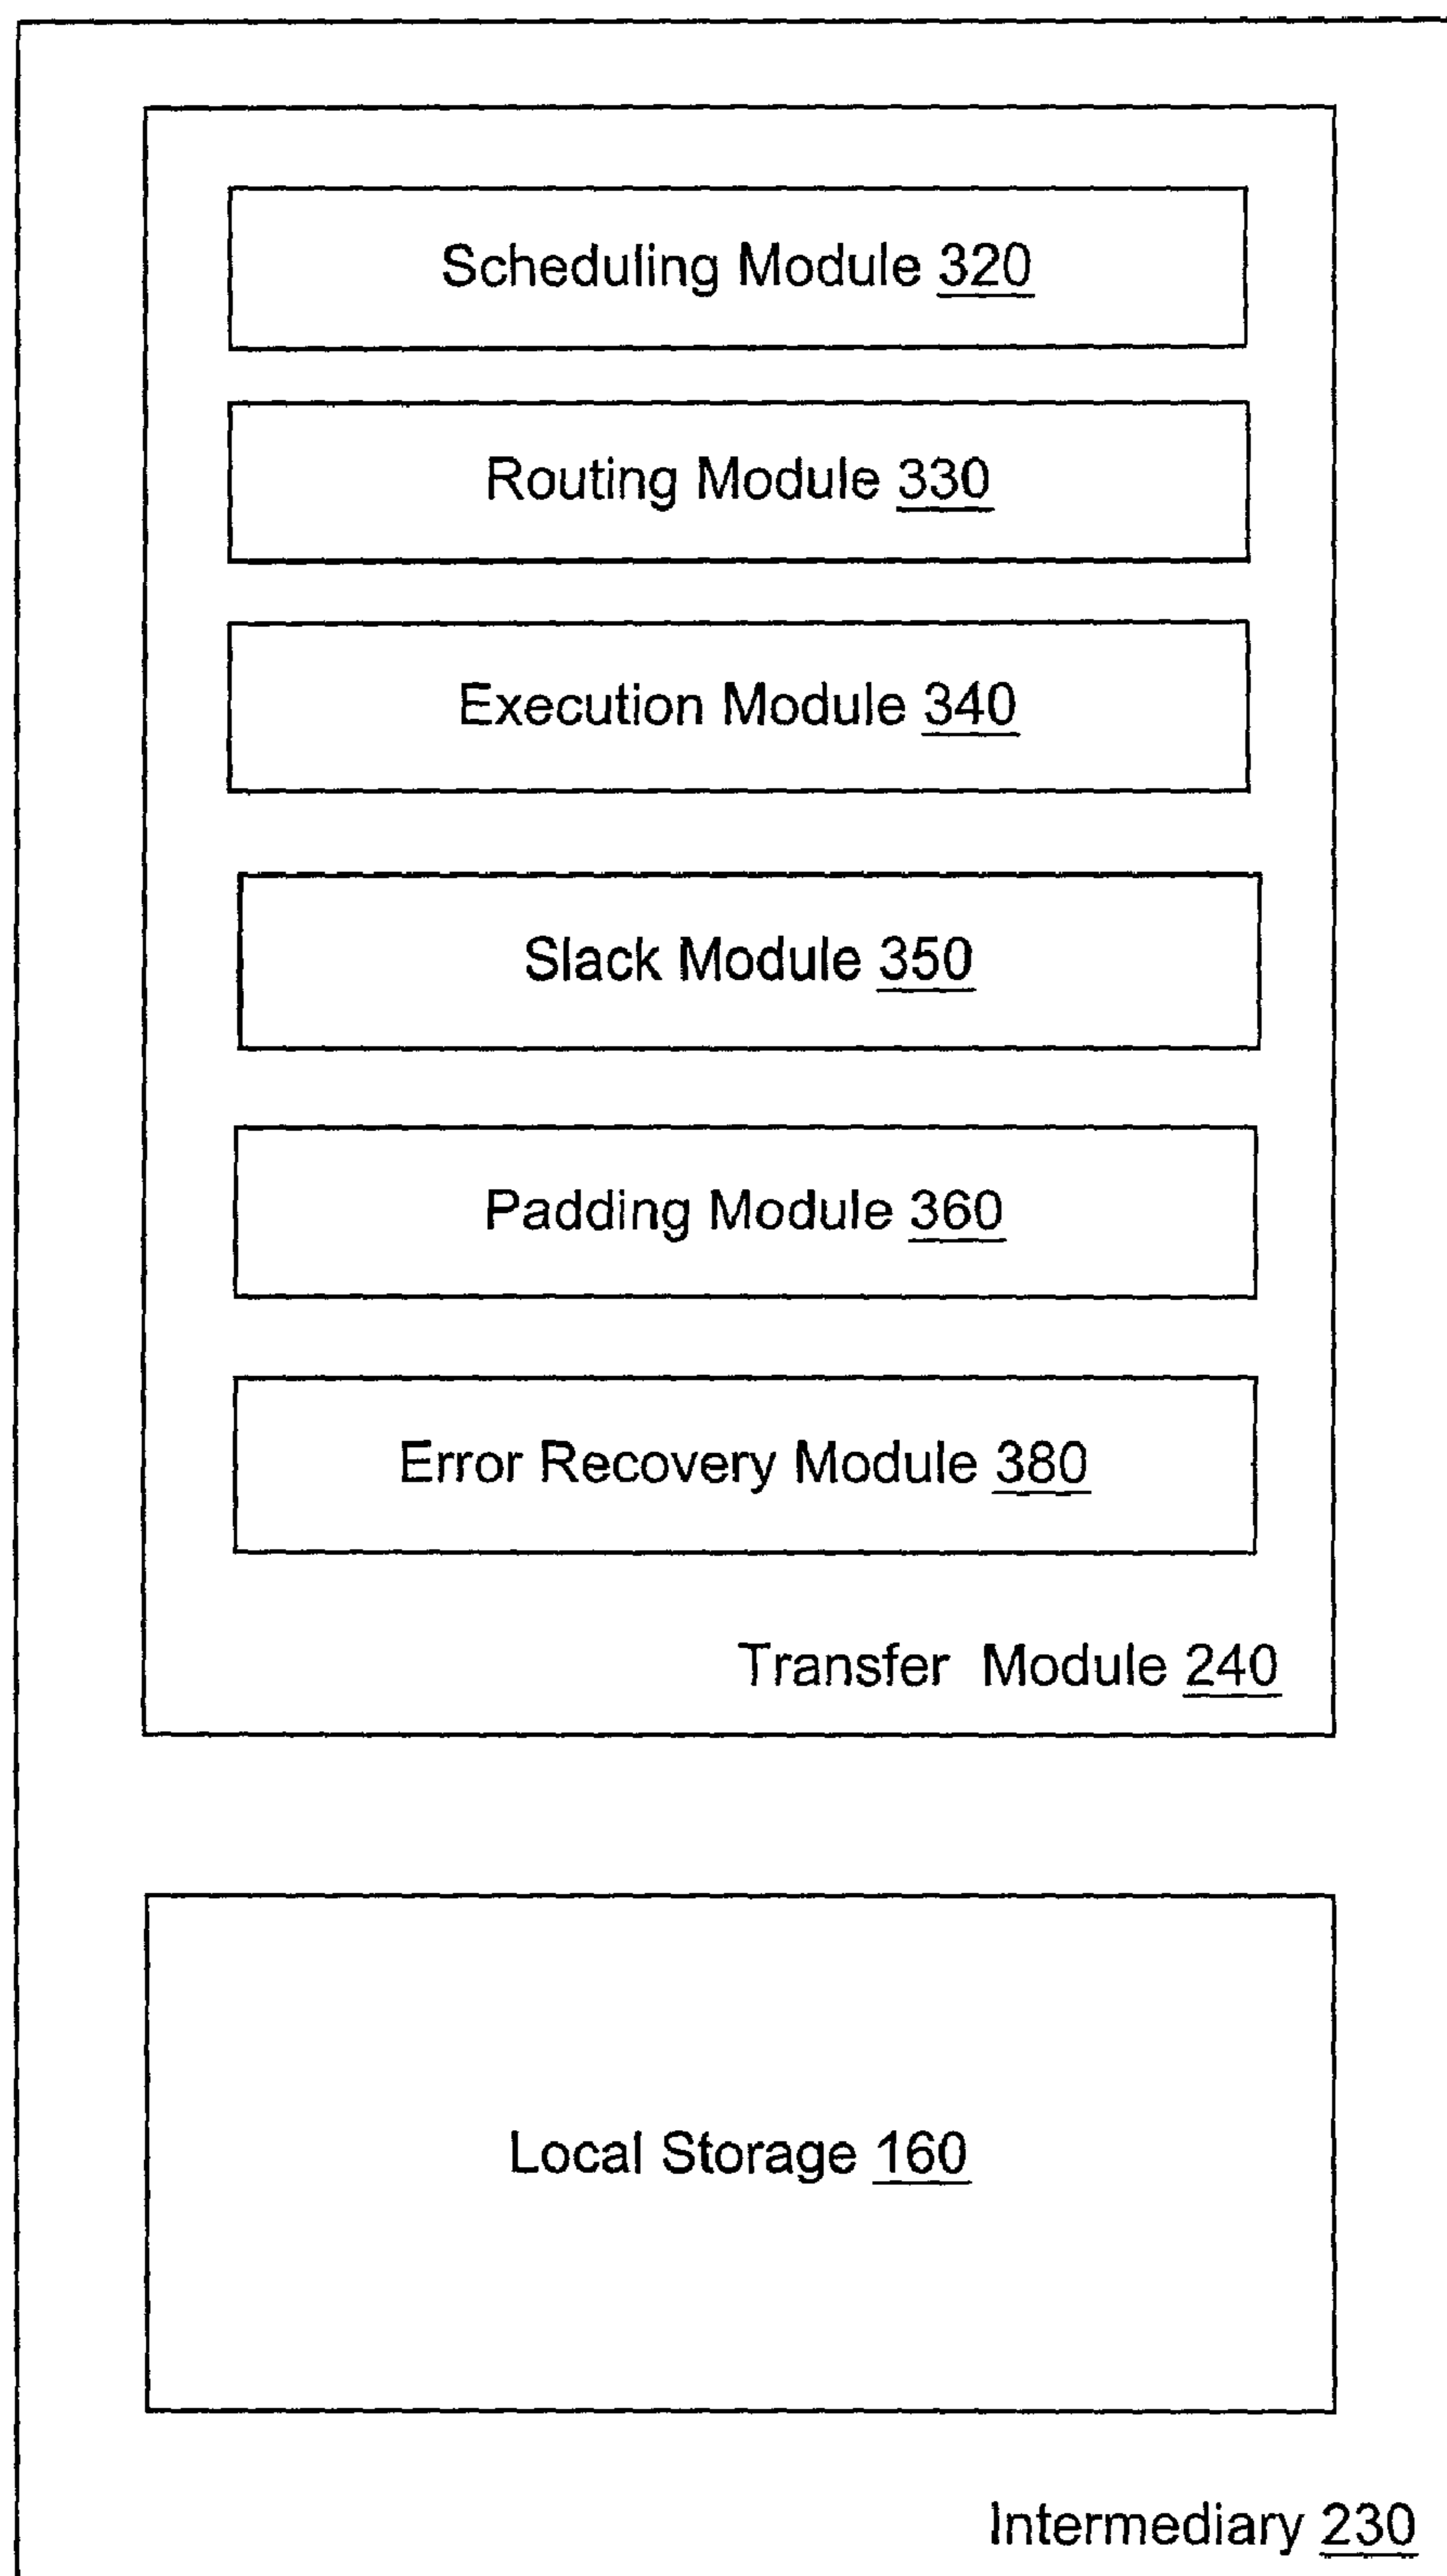 Scheduling Module 320
Routing Module 330
Execution Module 340
Slack Module 350
Padding Module 360
Error Recovery Module 380
Transfer Module 240
Local Storage 160
Intermediary 230